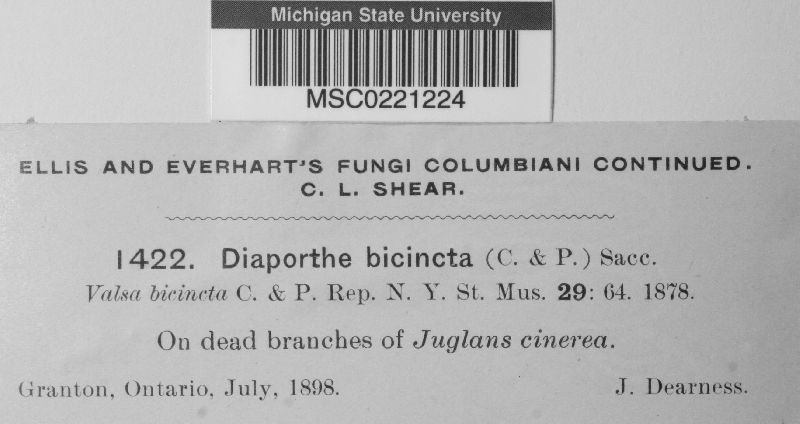 Michigan State University
MSC0221224
ELLIS AND EVERHART'S FUNGI COLUMBIANI CONTINUED.
C. L. SHEAR.
1422. Diaporthe bicincta (C. & P.) Sacc.
Valsa bicincta C. & P. Rep. N. Y. St. Mus. 29: 64. 1878.
On dead branches of Juglans cinerea.
Granton, Ontario, July, 1898. J. Dearness.